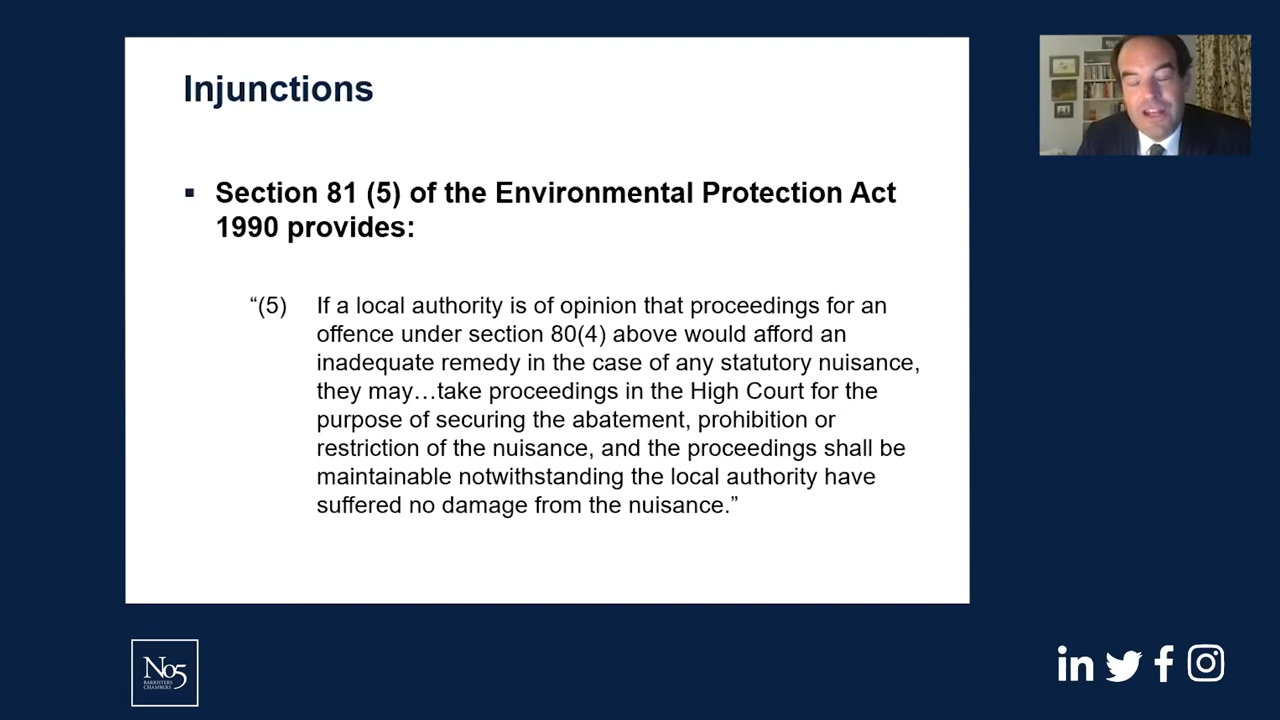 Injunctions
▪ Section 81 (5) of the Environmental Protection Act
1990 provides:
“(5) If a local authority is of opinion that proceedings for an
offence under section 80(4) above would afford an
inadequate remedy in the case of any statutory nuisance,
they may…take proceedings in the High Court for the
purpose of securing the abatement, prohibition or
restriction of the nuisance, and the proceedings shall be
maintainable notwithstanding the local authority have
suffered no damage from the nuisance.”
No5
BARRISTERS
CHAMBERS
in